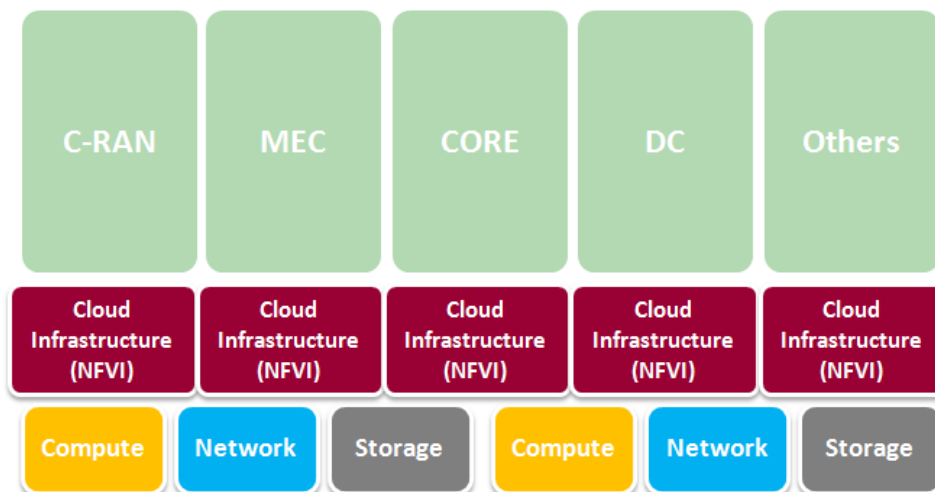 C-RAN MEC CORE DC Others
Cloud Infrastructure (NFVI)
Cloud Infrastructure (NFVI)
Cloud Infrastructure (NFVI)
Cloud Infrastructure (NFVI)
Cloud Infrastructure (NFVI)
Compute Network Storage Compute Network Storage